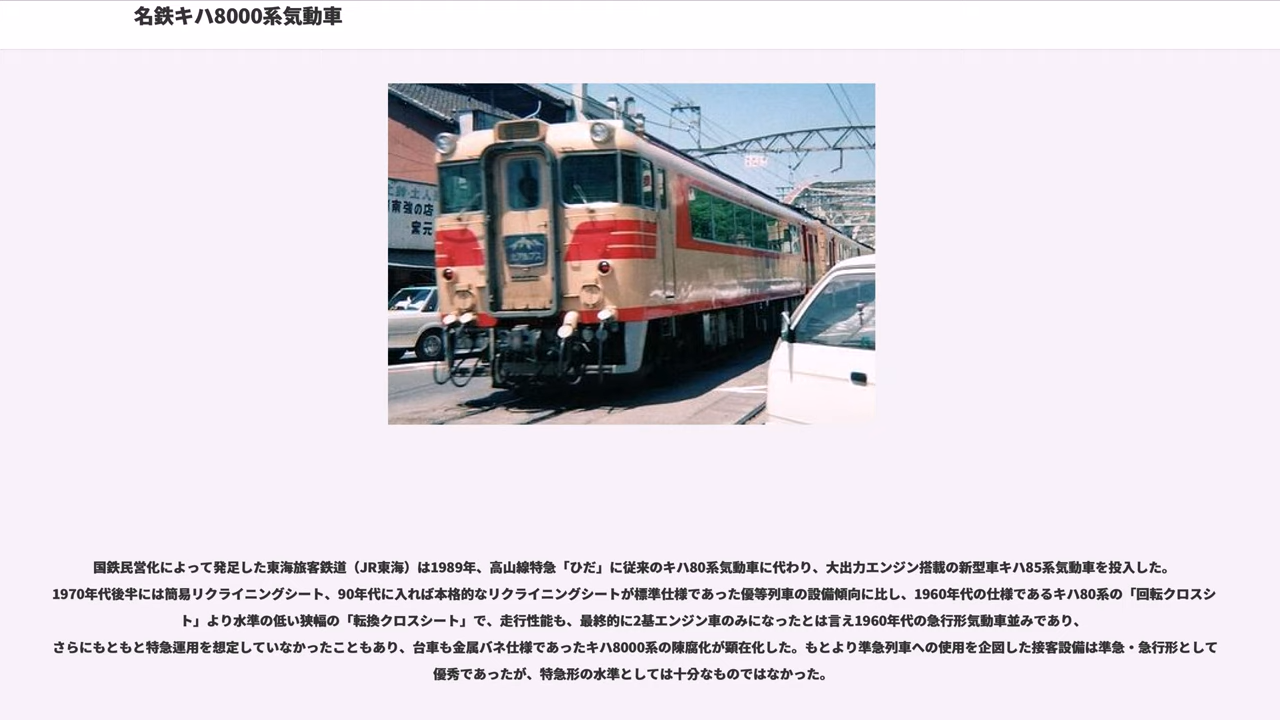 名鉄キハ8000系気動車
南強の店
窯元
北アルプス
国鉄民営化によって発足した東海旅客鉄道（JR東海）は1989年、高山線特急「ひだ」に従来のキハ80系気動車に代わり、大出力エンジン搭載の新型車キハ85系気動車を投入した。
1970年代後半には簡易リクライニングシート、90年代に入れば本格的なリクライニングシートが標準仕様であった優等列車の設備傾向に比し、1960年代の仕様であるキハ80系の「回転クロスシ
ト」より水準の低い狭幅の「転換クロスシート」で、走行性能も、最終的に2基エンジン車のみになったとは言え1960年代の急行形気動車並みであり、
さらにもともと特急運用を想定していなかったこともあり、台車も金属バネ仕様であったキハ8000系の陳腐化が顕在化した。もとより準急列車への使用を企図した接客設備は準急・急行形として
優秀であったが、特急形の水準としては十分なものではなかった。